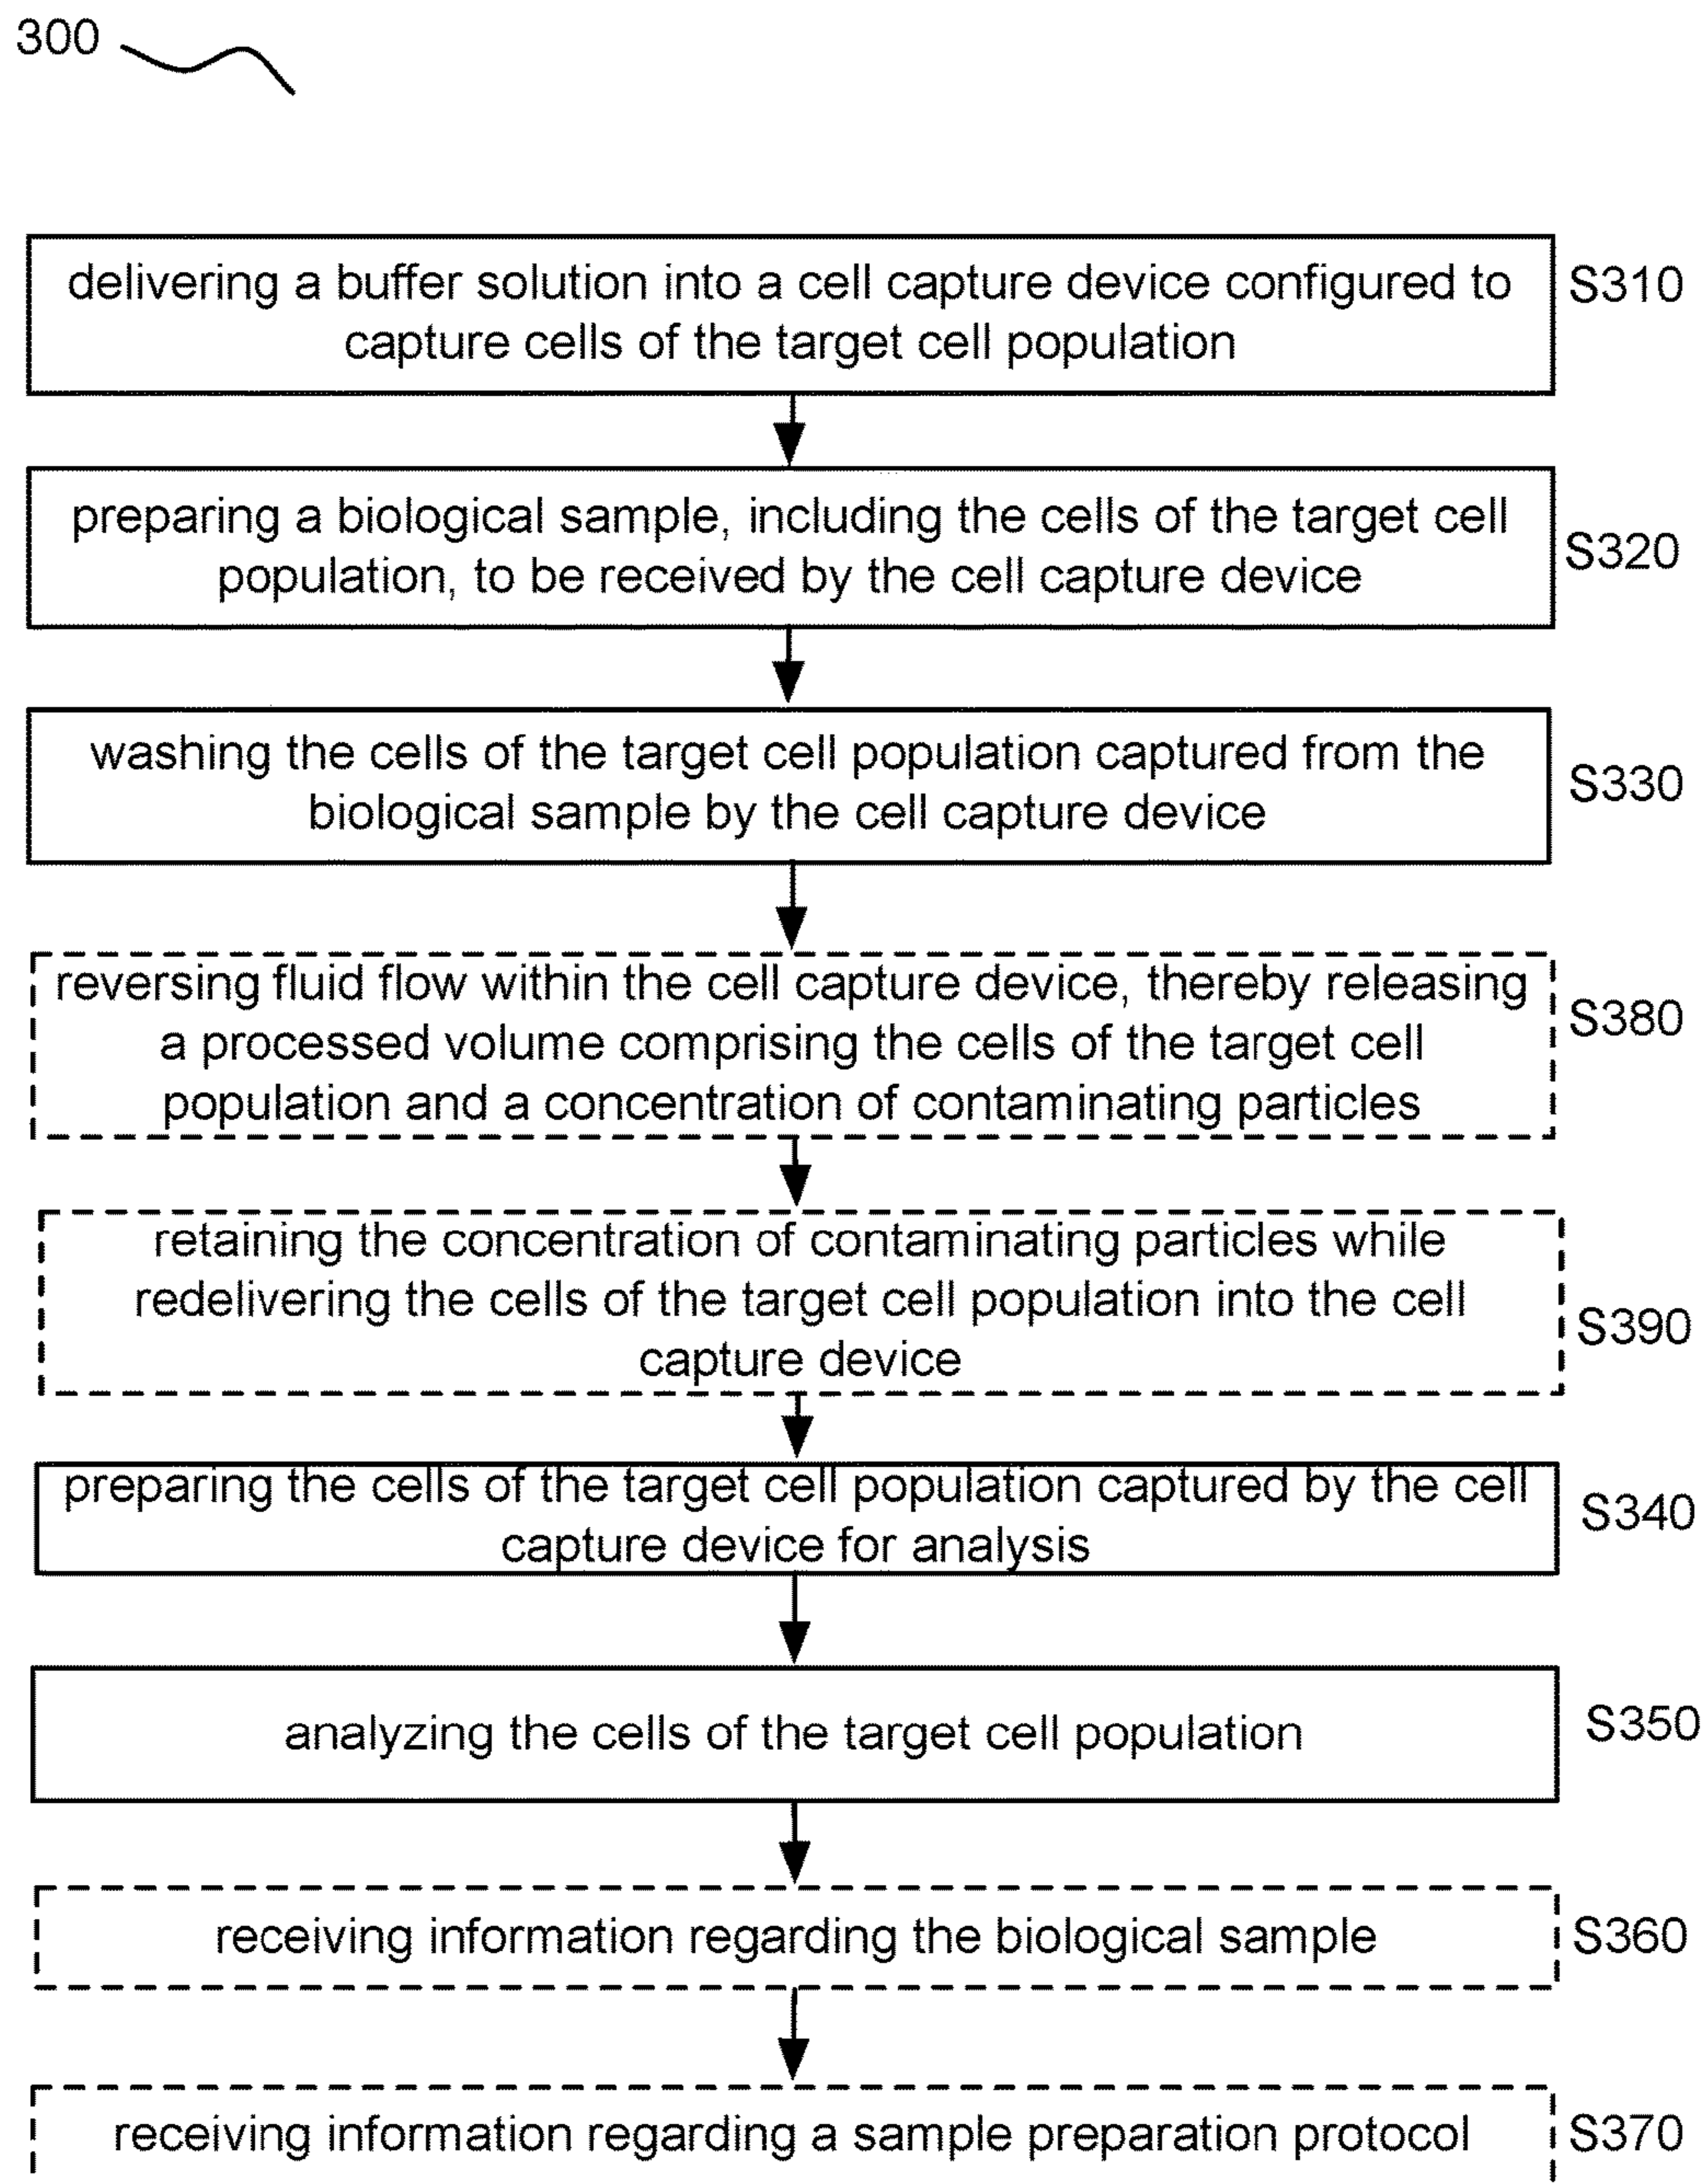 300
delivering a buffer solution into a cell capture device configured to
capture cells of the target cell population
S310
preparing a biological sample, including the cells of the target cell
population, to be received by the cell capture device
S320
washing the cells of the target cell population captured from the
biological sample by the cell capture device
S330
reversing fluid flow within the cell capture device, thereby releasing
a processed volume comprising the cells of the target cell
population and a concentration of contaminating particles
S380
retaining the concentration of contaminating particles while
redelivering the cells of the target cell population into the cell
capture device
S390
preparing the cells of the target cell population captured by the cell
capture device for analysis
S340
analyzing the cells of the target cell population
S350
receiving information regarding the biological sample
S360
receiving information regarding a sample preparation protocol
S370